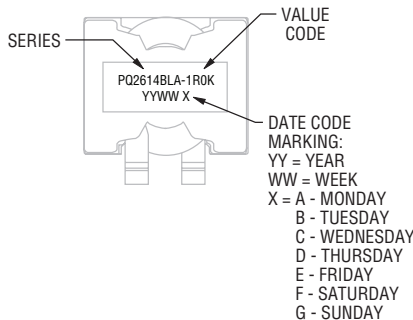 VALUE
CODE
SERIES
PQ2614BLA-1R0K
YYWW X
DATE CODE
MARKING:
YY = YEAR
WW = WEEK
X = A - MONDAY
B - TUESDAY
C - WEDNESDAY
D - THURSDAY
E - FRIDAY
F - SATURDAY
G - SUNDAY